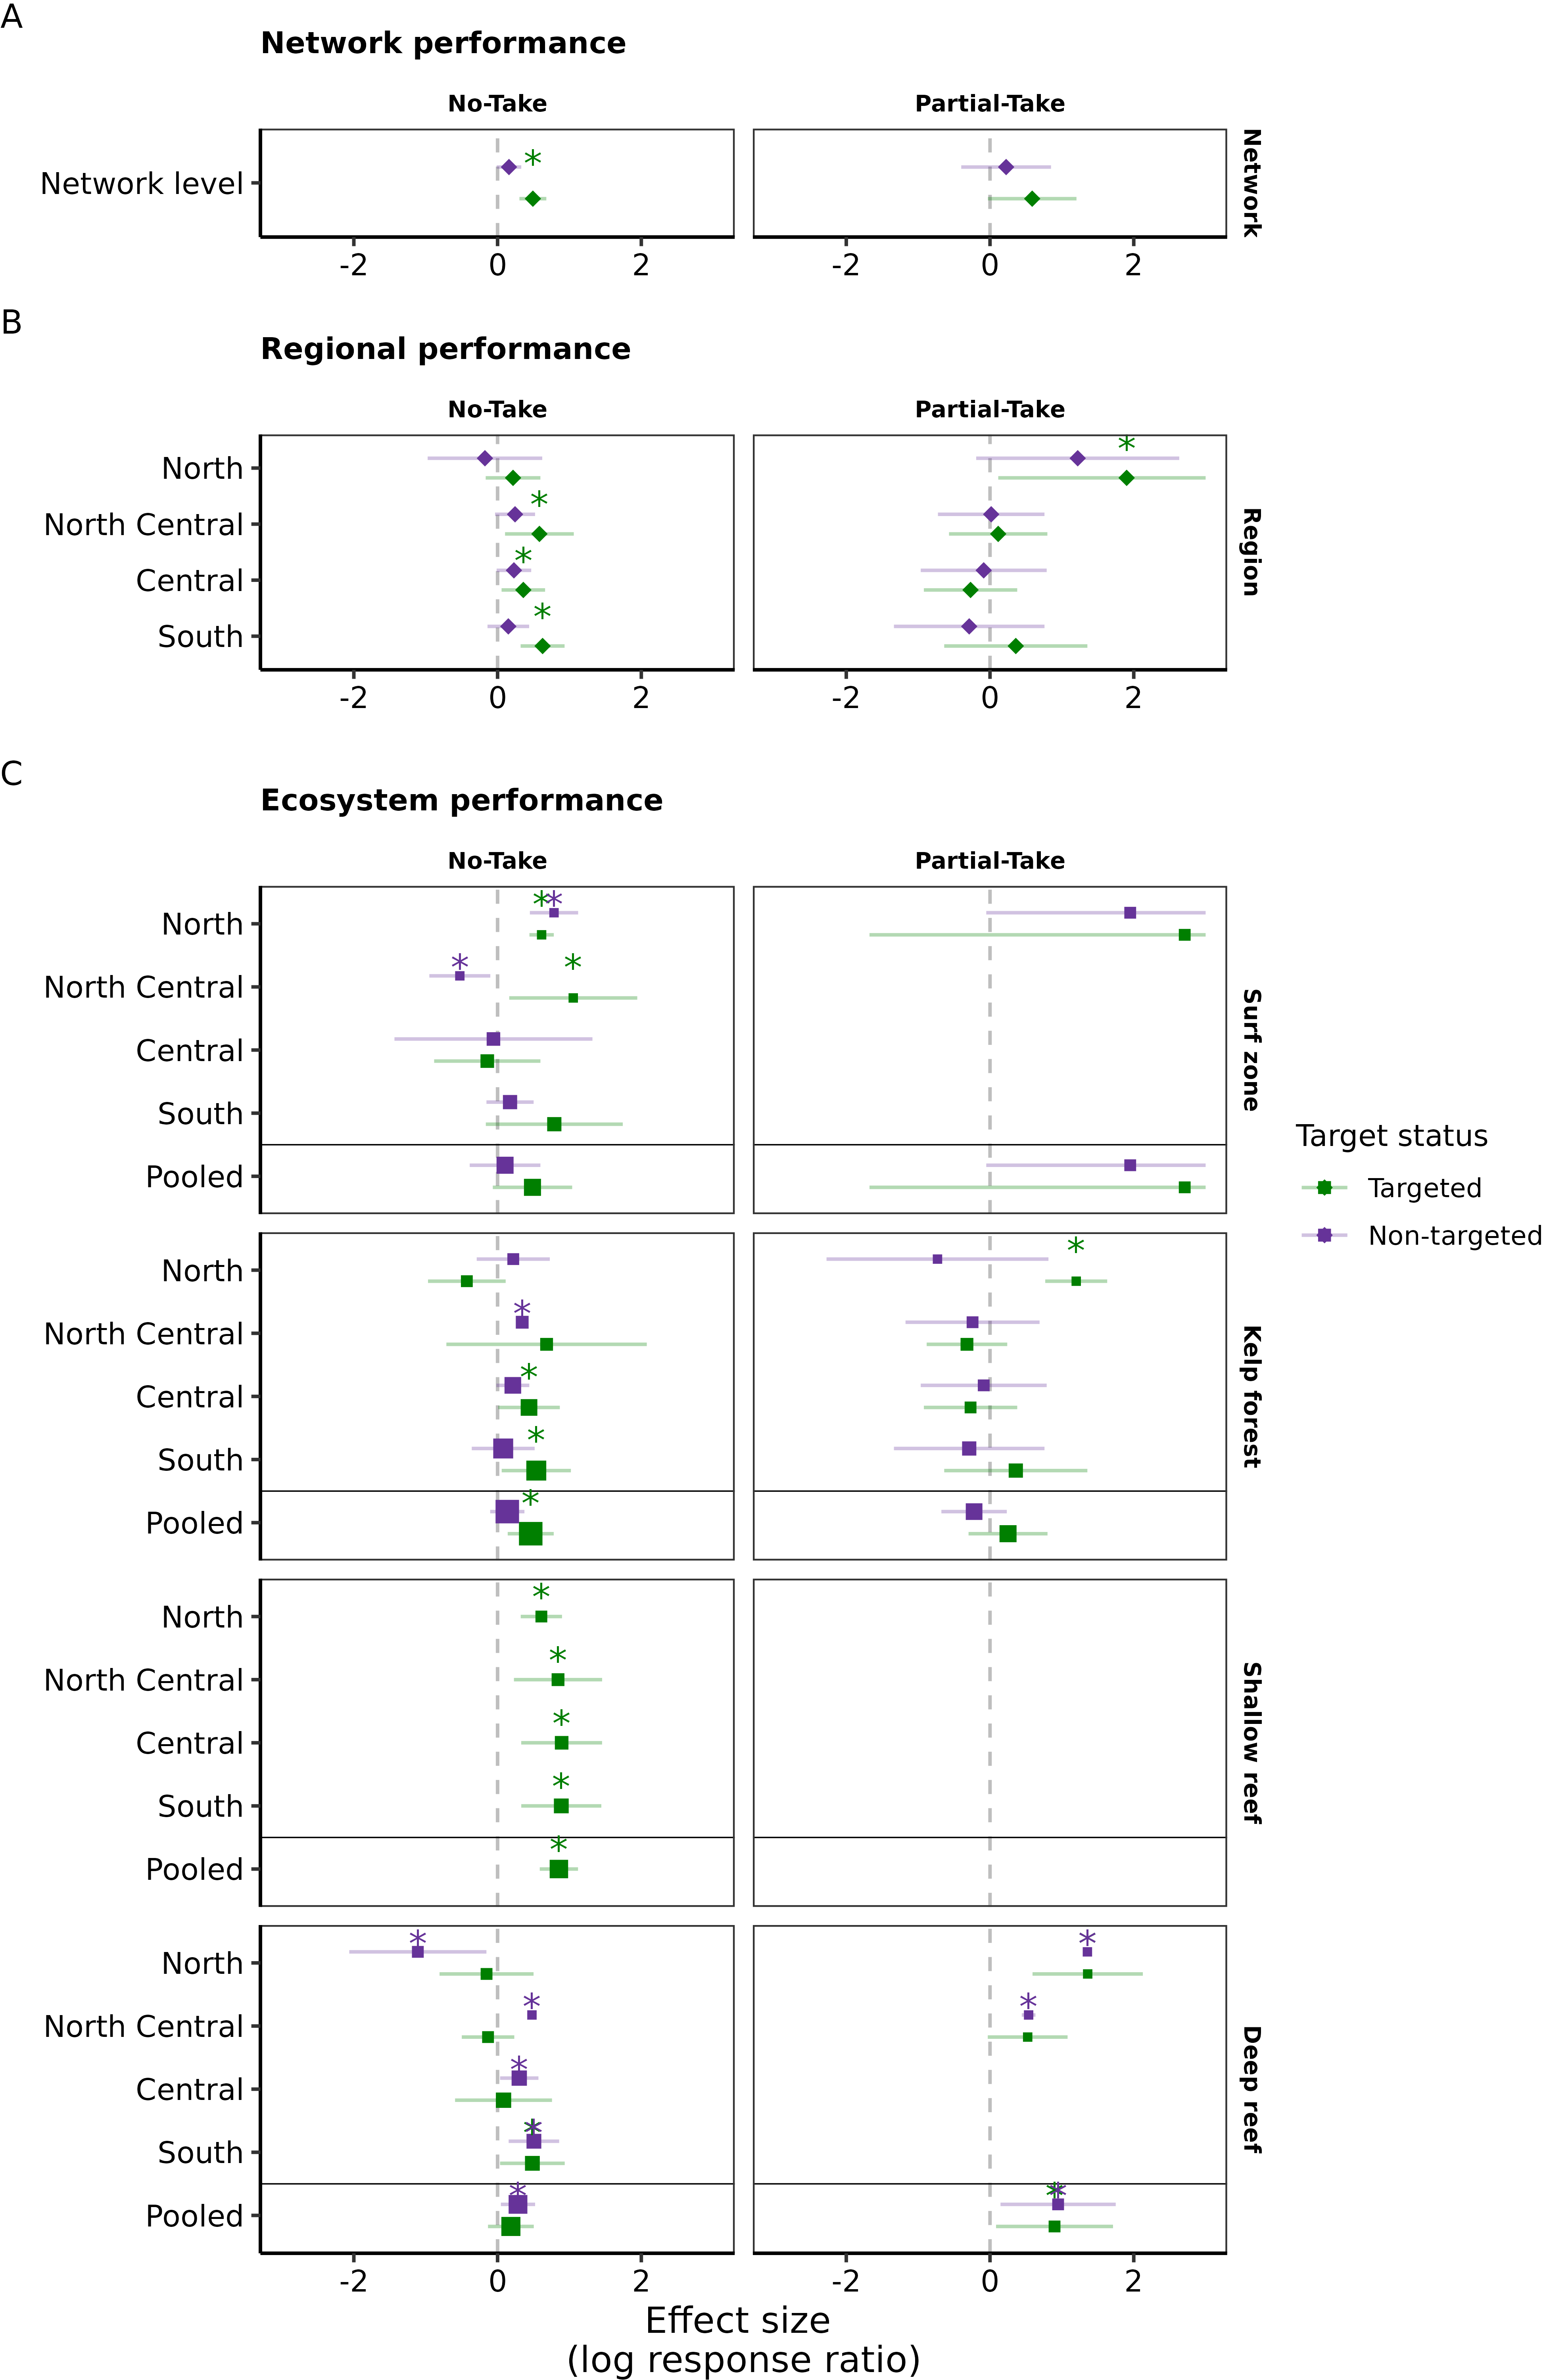 A
Network performance
No-Take
Partial-Take
Network level
Network
-2 0 2
-2 0 2
B
Regional performance
No-Take
Partial-Take
North
North Central
Central
South
Region
-2 0 2
-2 0 2
C
Ecosystem performance
No-Take
Partial-Take
North
North Central
Central
South
Pooled
Surf zone
North
North Central
Central
South
Pooled
Kelp forest
North
North Central
Central
South
Pooled
Shallow reef
North
North Central
Central
South
Pooled
Deep reef
-2 0 2
-2 0 2
Effect size
(log response ratio)
Target status
Targeted
Non-targeted